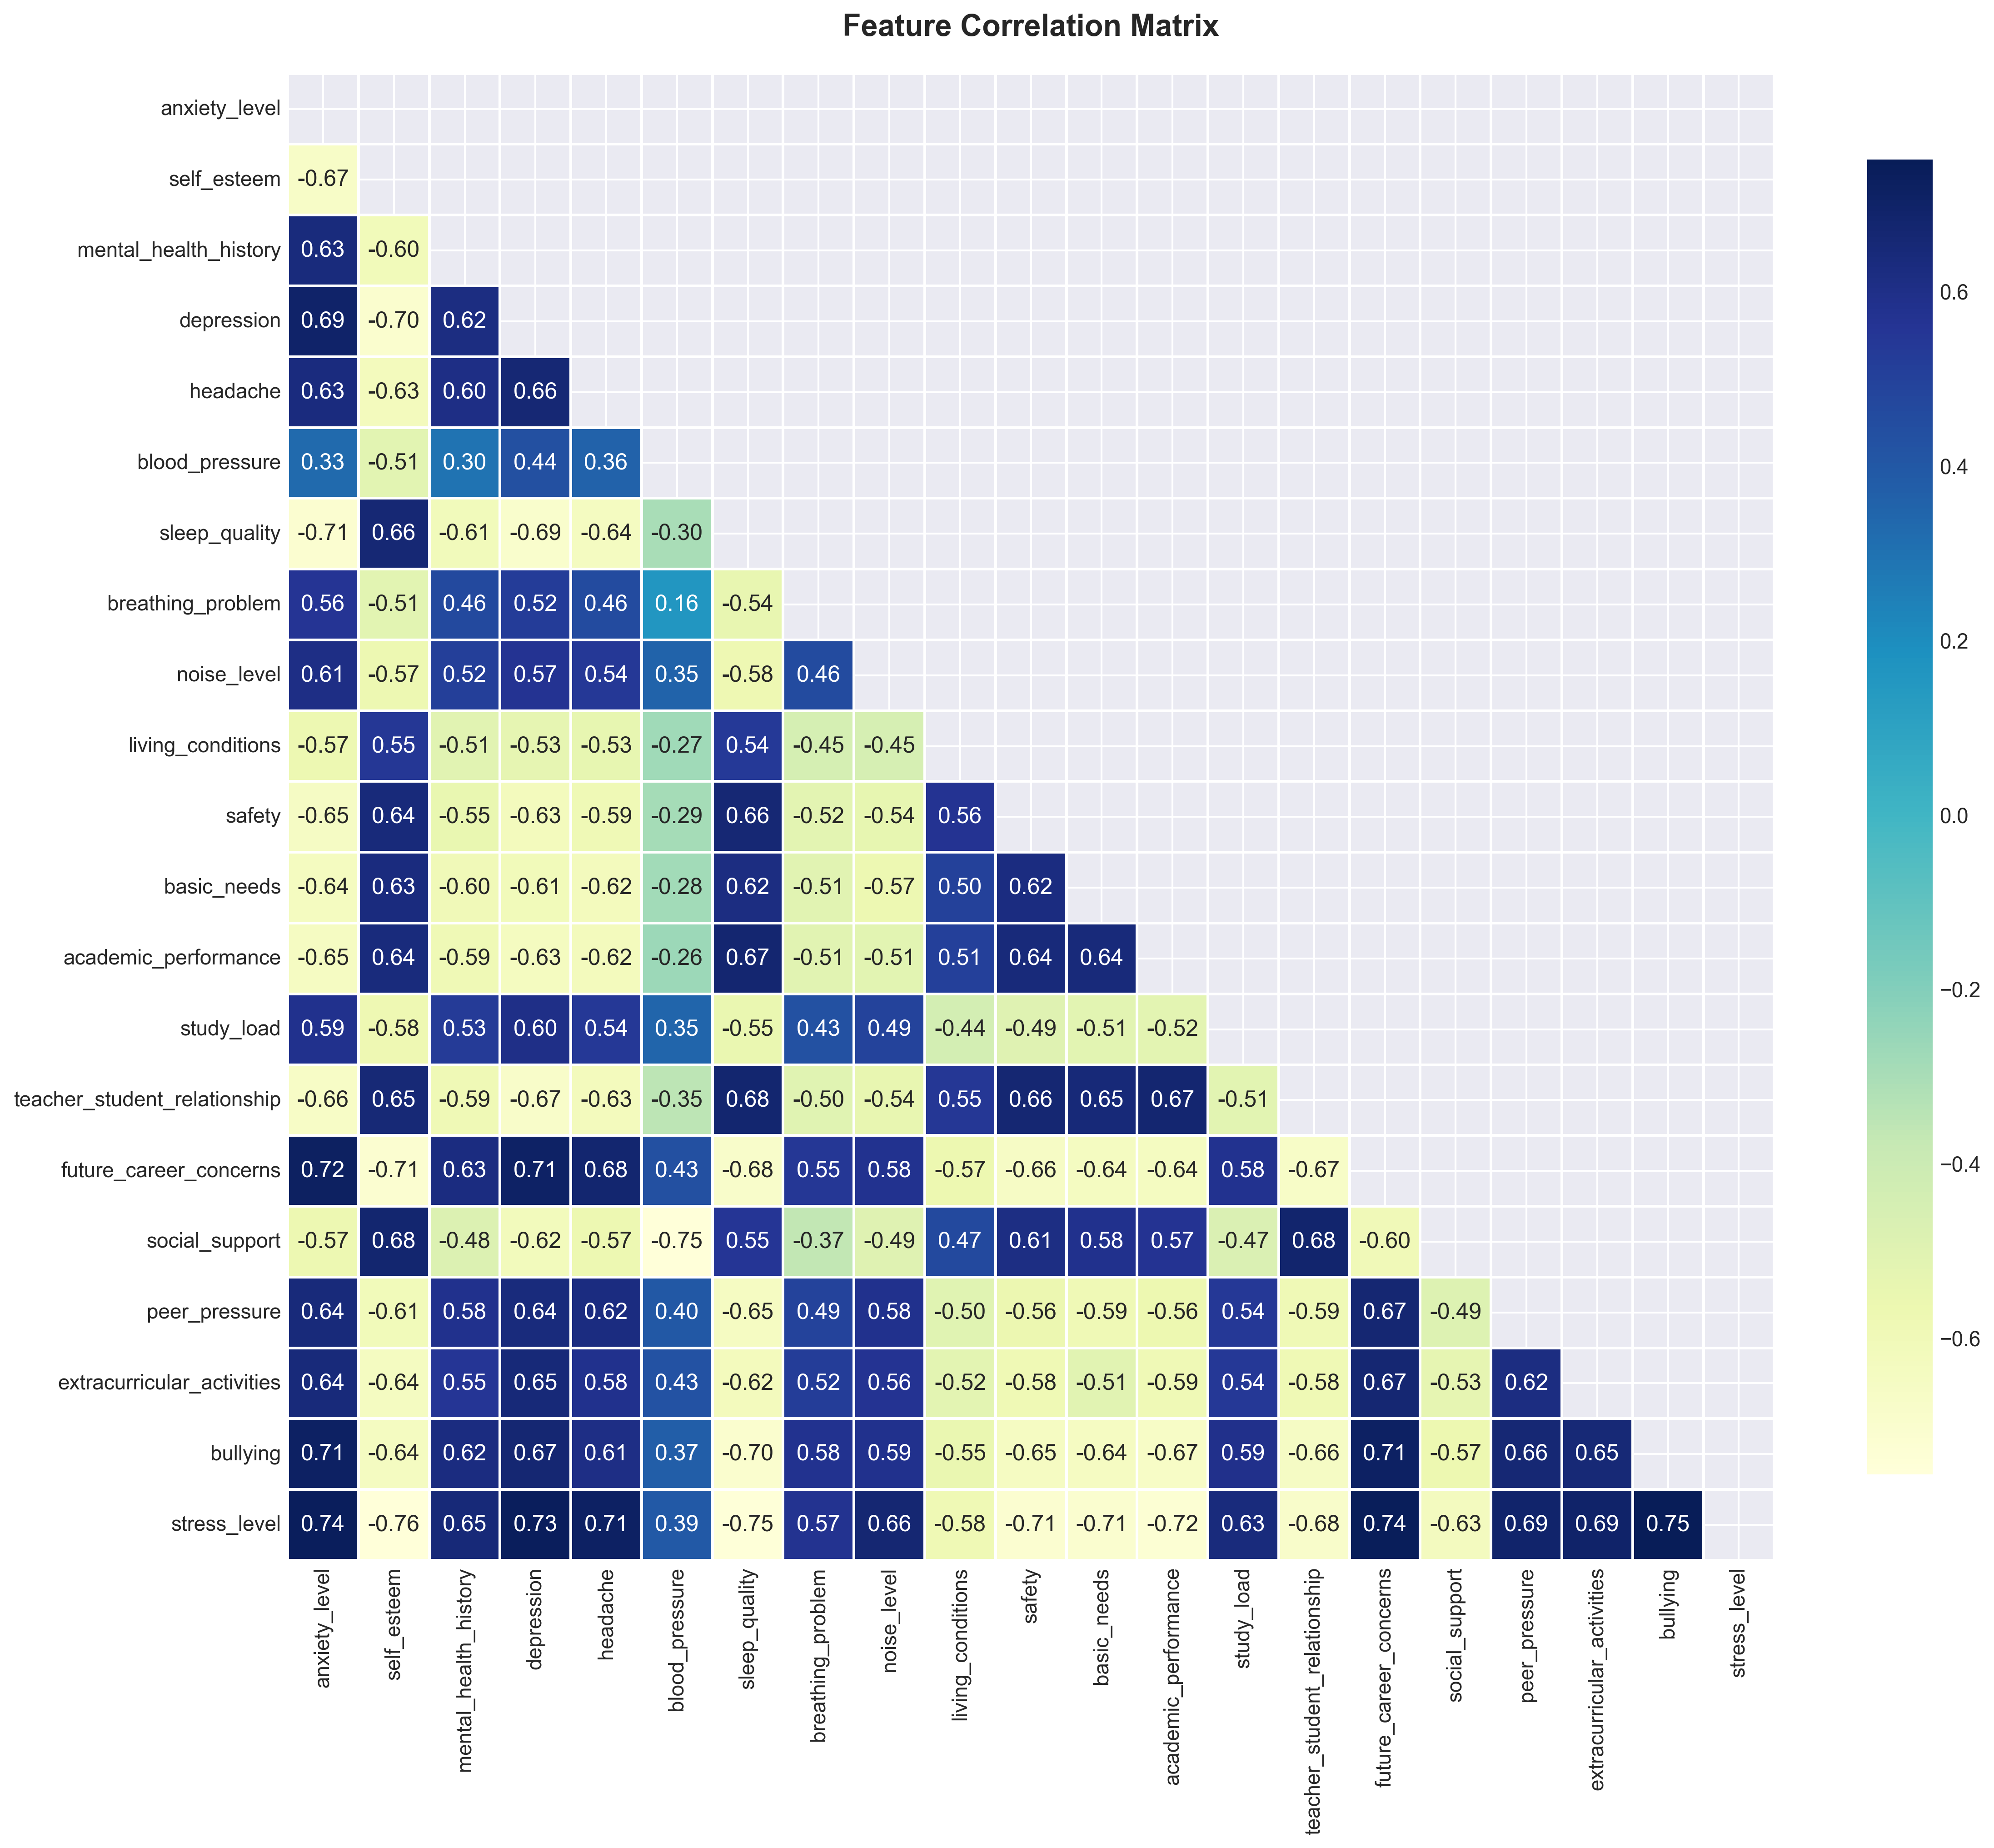 Feature Correlation Matrix
anxiety_level
self_esteem -0.67
mental_health_history 0.63 -0.60
depression 0.69 -0.70 0.62
headache 0.63 -0.63 0.60 0.66
blood_pressure 0.33 -0.51 0.30 0.44 0.36
sleep_quality -0.71 0.66 -0.61 -0.69 -0.64 -0.30
breathing_problem 0.56 -0.51 0.46 0.52 0.46 0.16 -0.54
noise_level 0.61 -0.57 0.52 0.57 0.54 0.35 -0.58 0.46
living_conditions -0.57 0.55 -0.51 -0.53 -0.53 -0.27 0.54 -0.45 -0.45
safety -0.65 0.64 -0.55 -0.63 -0.59 -0.29 0.66 -0.52 -0.54 0.56
basic_needs -0.64 0.63 -0.60 -0.61 -0.62 -0.28 0.62 -0.51 -0.57 0.50 0.62
academic_performance -0.65 0.64 -0.59 -0.63 -0.62 -0.26 0.67 -0.51 -0.51 0.51 0.64 0.64
study_load 0.59 -0.58 0.53 0.60 0.54 0.35 -0.55 0.43 0.49 -0.44 -0.49 -0.51 -0.52
teacher_student_relationship -0.66 0.65 -0.59 -0.67 -0.63 -0.35 0.68 -0.50 -0.54 0.55 0.66 0.65 0.67 -0.51
future_career_concerns 0.72 -0.71 0.63 0.71 0.68 0.43 -0.68 0.55 0.58 -0.57 -0.66 -0.64 -0.64 0.58 -0.67
social_support -0.57 0.68 -0.48 -0.62 -0.57 -0.75 0.55 -0.37 -0.49 0.47 0.61 0.58 0.57 -0.47 0.68 -0.60
peer_pressure 0.64 -0.61 0.58 0.64 0.62 0.40 -0.65 0.49 0.58 -0.50 -0.56 -0.59 -0.56 0.54 -0.59 0.67 -0.49
extracurricular_activities 0.64 -0.64 0.55 0.65 0.58 0.43 -0.62 0.52 0.56 -0.52 -0.58 -0.51 -0.59 0.54 -0.58 0.67 -0.53 0.62
bullying 0.71 -0.64 0.62 0.67 0.61 0.37 -0.70 0.58 0.59 -0.55 -0.65 -0.64 -0.67 0.59 -0.66 0.71 -0.57 0.66 0.65
stress_level 0.74 -0.76 0.65 0.73 0.71 0.39 -0.75 0.57 0.66 -0.58 -0.71 -0.71 -0.72 0.63 -0.68 0.74 -0.63 0.69 0.69 0.75
anxiety_level
self_esteem
mental_health_history
depression
headache
blood_pressure
sleep_quality
breathing_problem
noise_level
living_conditions
safety
basic_needs
academic_performance
study_load
teacher_student_relationship
future_career_concerns
social_support
peer_pressure
extracurricular_activities
bullying
stress_level
0.6
0.4
0.2
0.0
−0.2
−0.4
−0.6